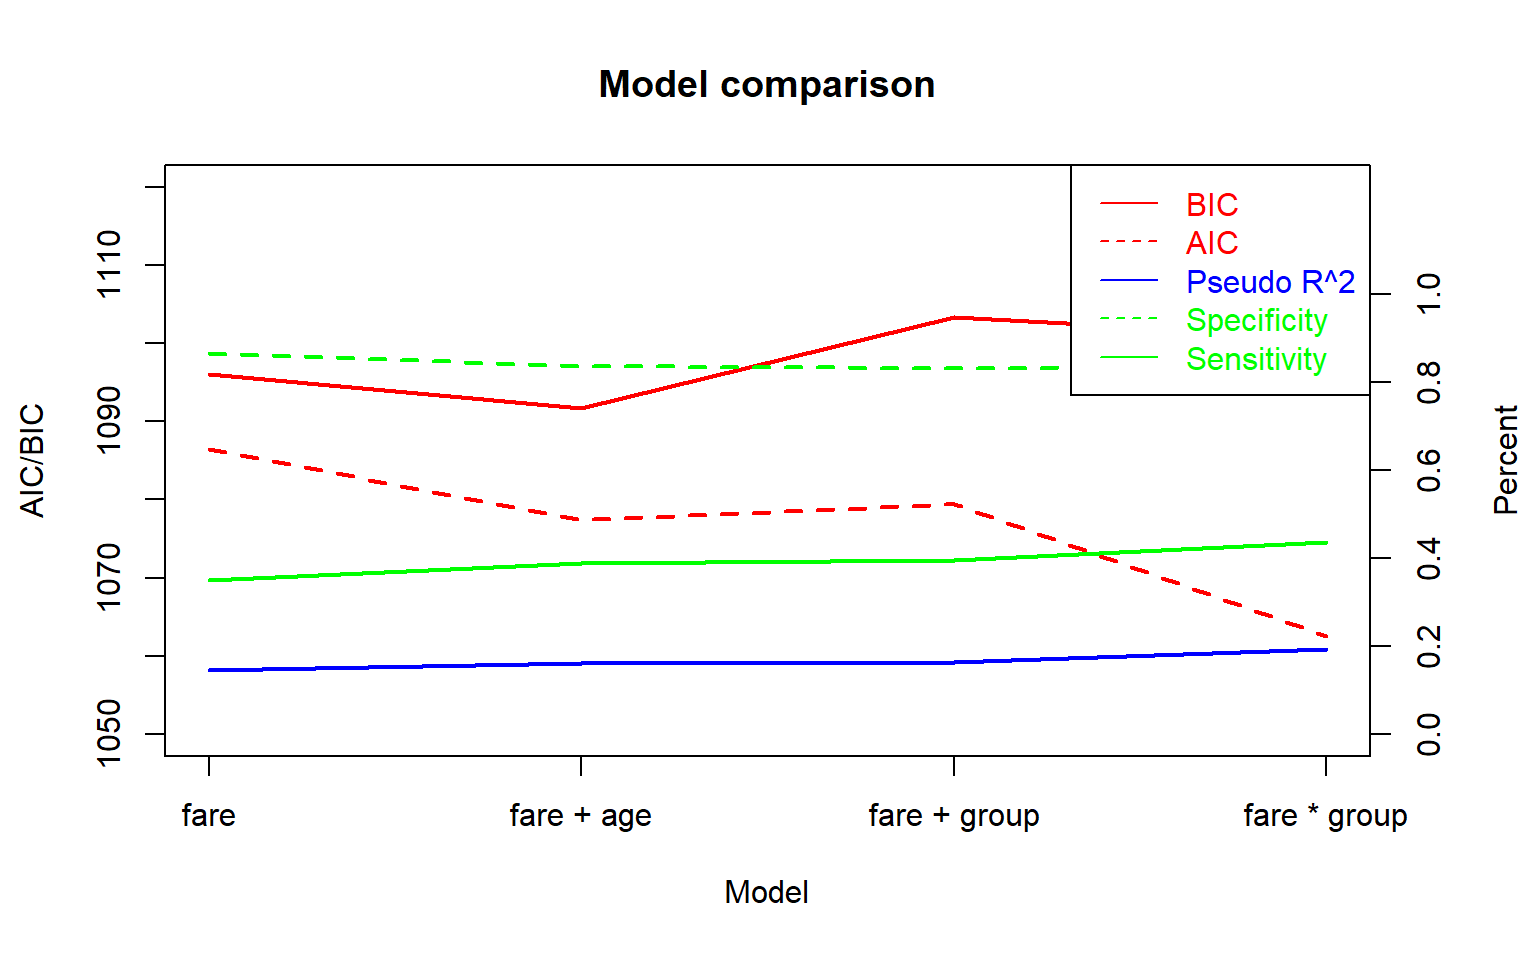 Model comparison
AIC/BIC
1110
1090
1070
1050
BIC
AIC
Pseudo R^2
Specificity
Sensitivity
1.0
0.8
0.6
0.4
0.2
0.0
Percent
fare
fare + age
fare + group
fare * group
Model